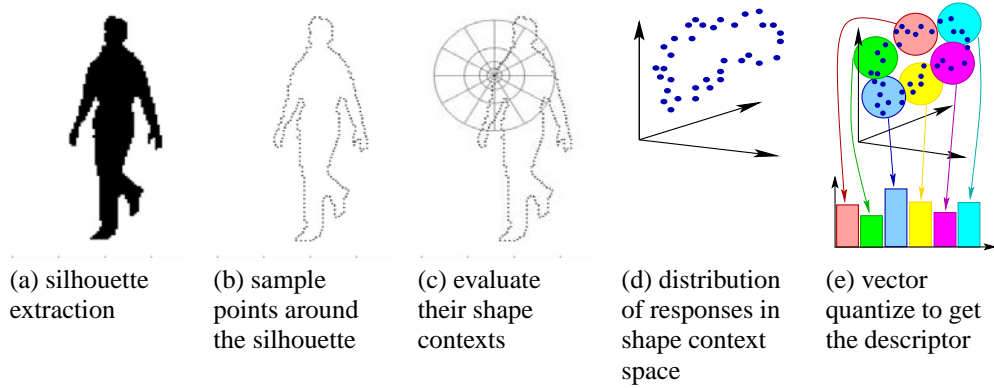 (a) silhouette
extraction
(b) sample
points around
the silhouette
(c) evaluate
their shape
contexts
(d) distribution
of responses in
shape context
space
(e) vector
quantize to get
the descriptor